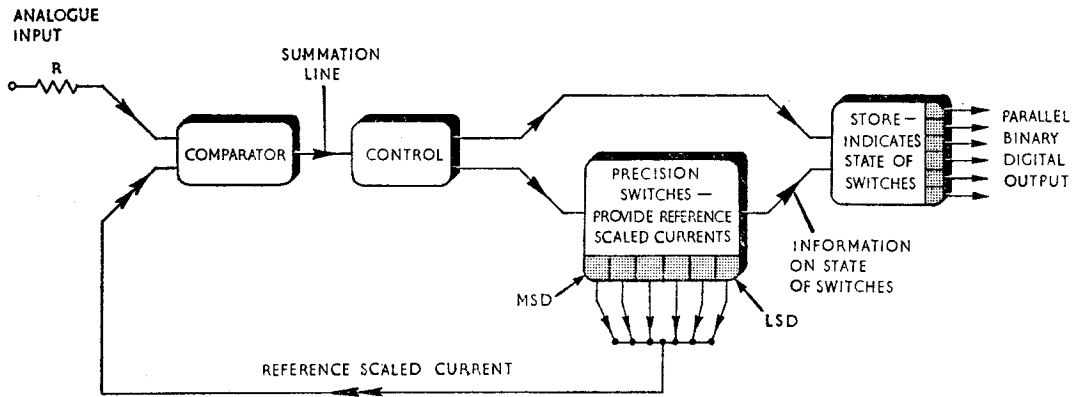 ANALOGUE
INPUT
R
SUMMATION
LINE
COMPARATOR
CONTROL
PRECISION
SWITCHES —
PROVIDE REFERENCE
SCALED CURRENTS
STORE —
INDICATES
STATE OF
SWITCHES
PARALLEL
BINARY
DIGITAL
OUTPUT
INFORMATION
ON STATE
OF SWITCHES
MSD
LSD
REFERENCE SCALED CURRENT